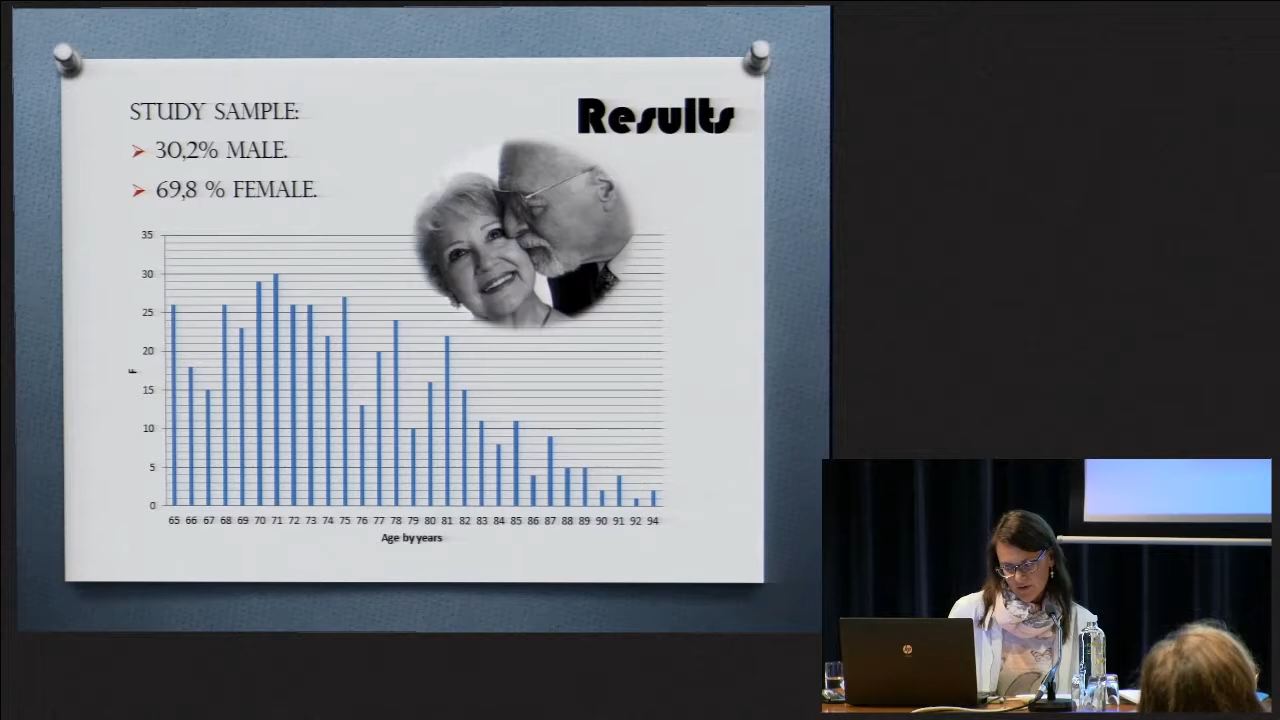 STUDY SAMPLE:
30,2% MALE.
69,8 % FEMALE.
Results
35
30
25
20
15
10
5
0
F
65 66 67 68 69 70 71 72 73 74 75 76 77 78 79 80 81 82 83 84 85 86 87 88 89 90 91 92 93 94
Age by years
hp